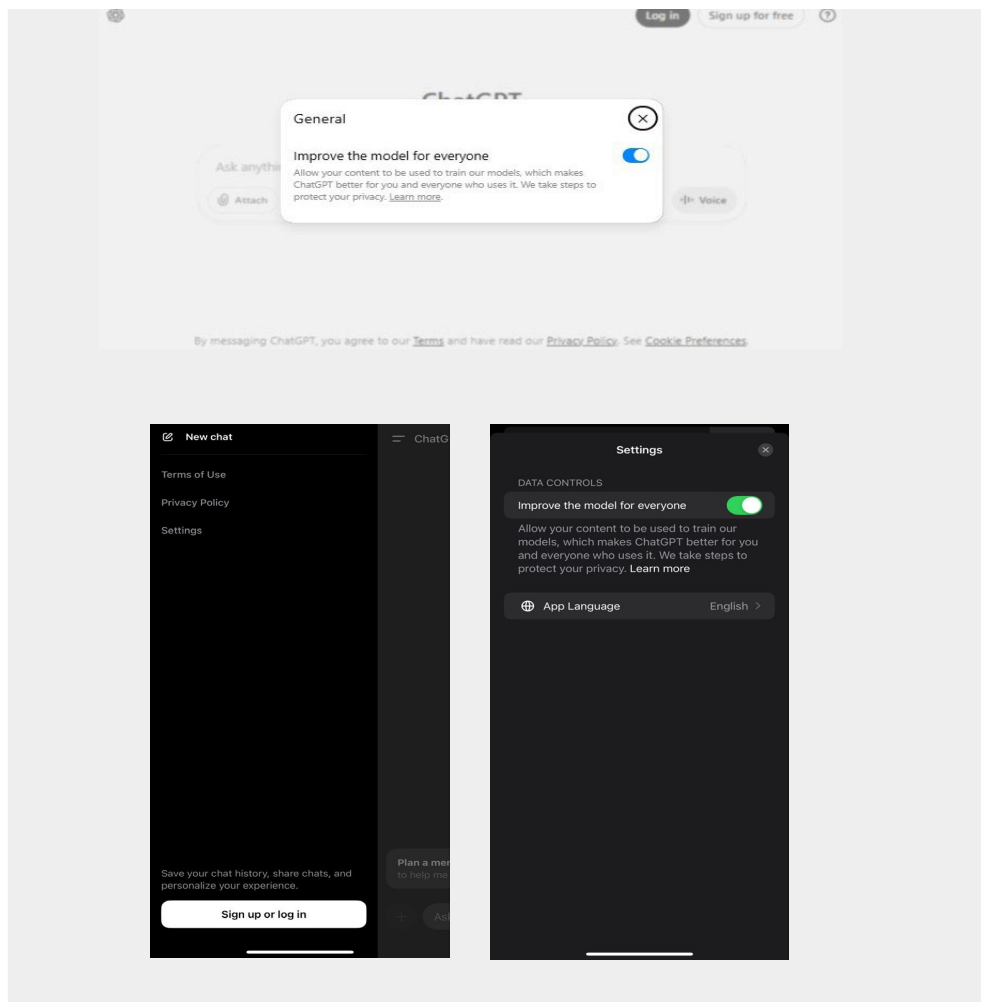 Log in
Sign up for free
ChatGPT
General
Improve the model for everyone
Allow your content to be used to train our models, which makes
ChatGPT better for you and everyone who uses it. We take steps to
protect your privacy. Learn more.
Ask anythin
Attach
Voice
By messaging ChatGPT, you agree to our Terms and have read our Privacy Policy. See Cookie Preferences.
New chat
Terms of Use
Privacy Policy
Settings
ChatG
Plan a mer
to help me
Save your chat history, share chats, and
personalize your experience.
Sign up or log in
As
Settings
DATA CONTROLS
Improve the model for everyone
Allow your content to be used to train our
models, which makes ChatGPT better for you
and everyone who uses it. We take steps to
protect your privacy. Learn more
App Language
English